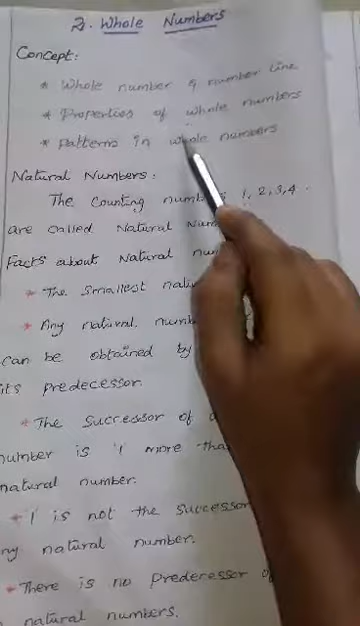 2. Whole Numbers
Concept:
* Whole number & number line
* Properties of whole numbers
* Patterns in whole numbers
Natural Numbers:
The Counting 1, 2, 3, 4.
are called Natural
Facts about Natural
* The Smallest
* Any natural
can be obtained by
its predecessor.
* The Successor of
number is '1 more
natural number.
* 1 is not the Successor
natural number.
* There is no Predecessor
natural numbers.